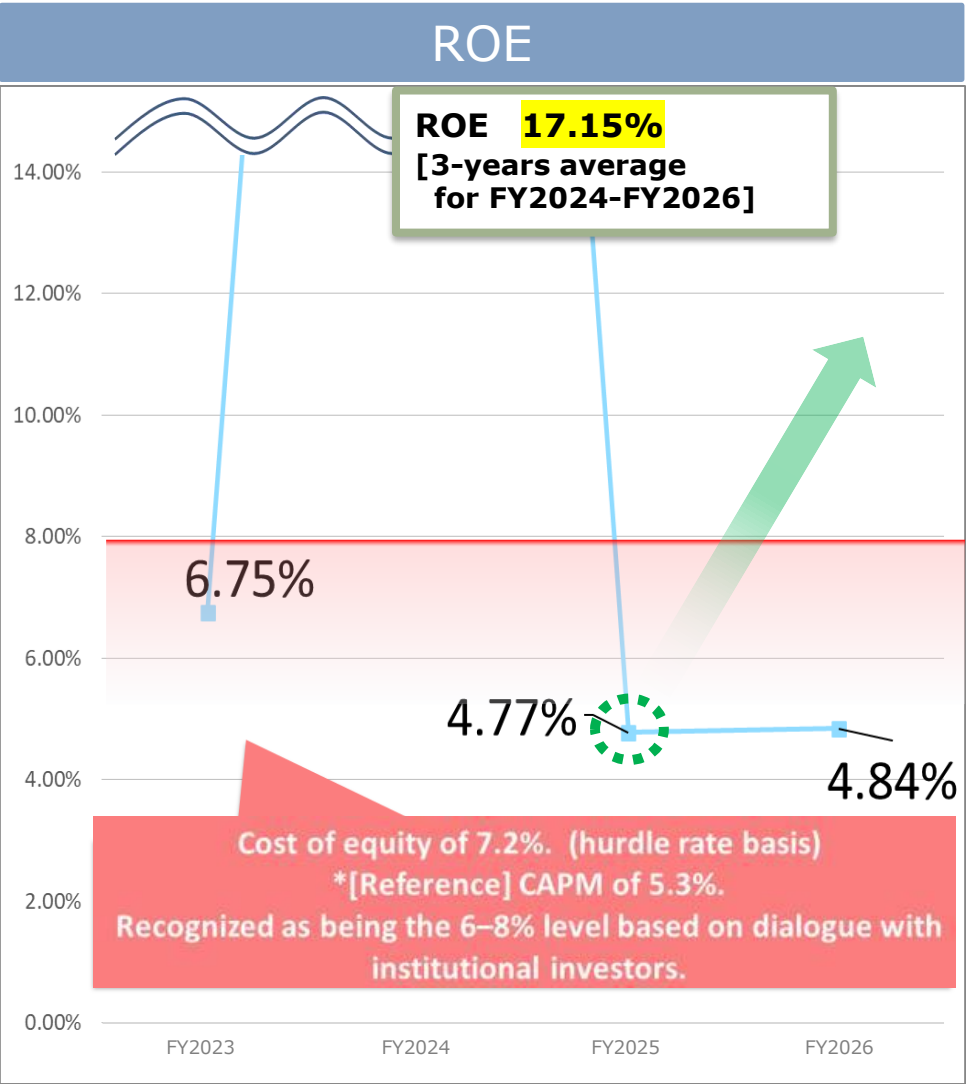 ROE
ROE 17.15%
[3-years average
for FY2024-FY2026]
14.00%
12.00%
10.00%
8.00%
6.75%
6.00%
4.77%
4.00%
4.84%
Cost of equity of 7.2%. (hurdle rate basis)
*[Reference] CAPM of 5.3%.
2.00%
Recognized as being the 6–8% level based on dialogue with
institutional investors.
0.00%
FY2023 FY2024 FY2025 FY2026